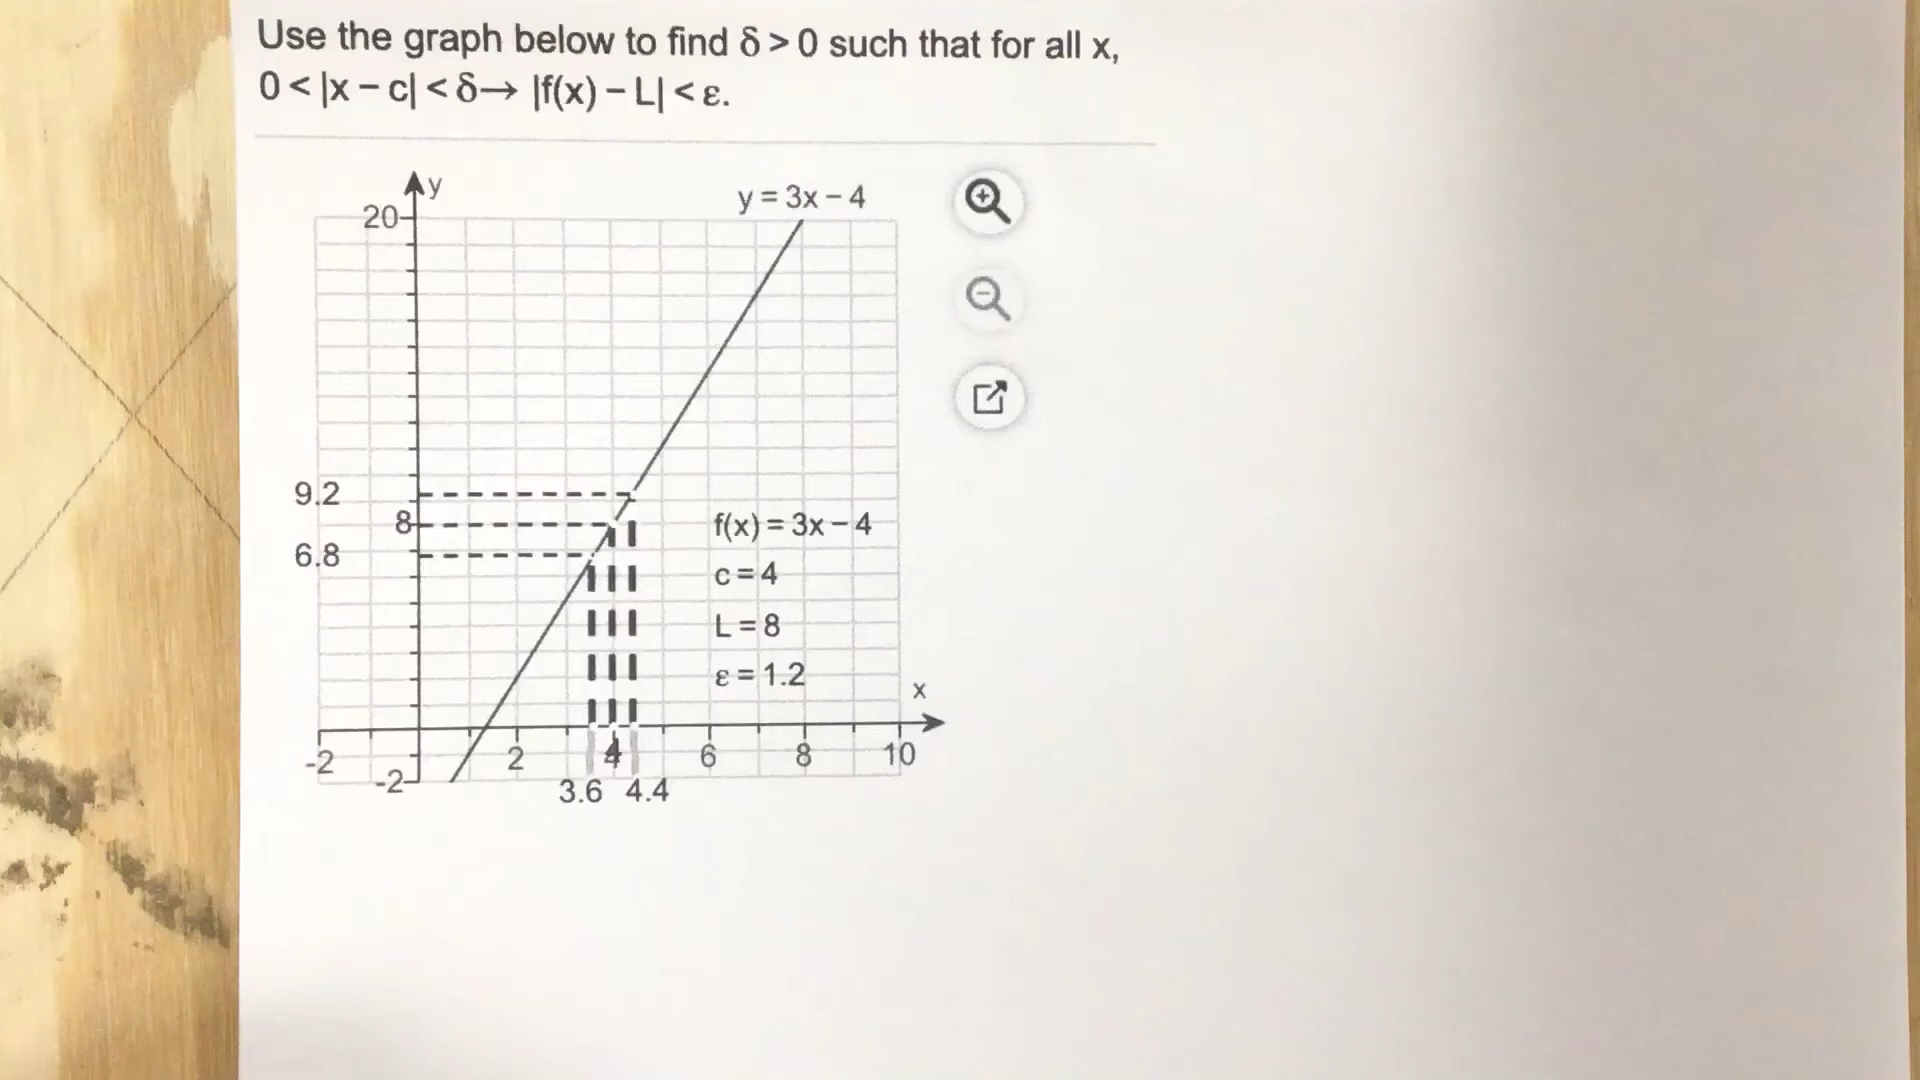 Use the graph below to find δ > 0 such that for all x,
0 < |x − c| < δ→ |f(x) − L| < ε.
y
y = 3x − 4
20
9.2
8
6.8
f(x) = 3x − 4
c = 4
L = 8
ε = 1.2
x
-2
2
4
6
8
10
-2
3.6
4.4